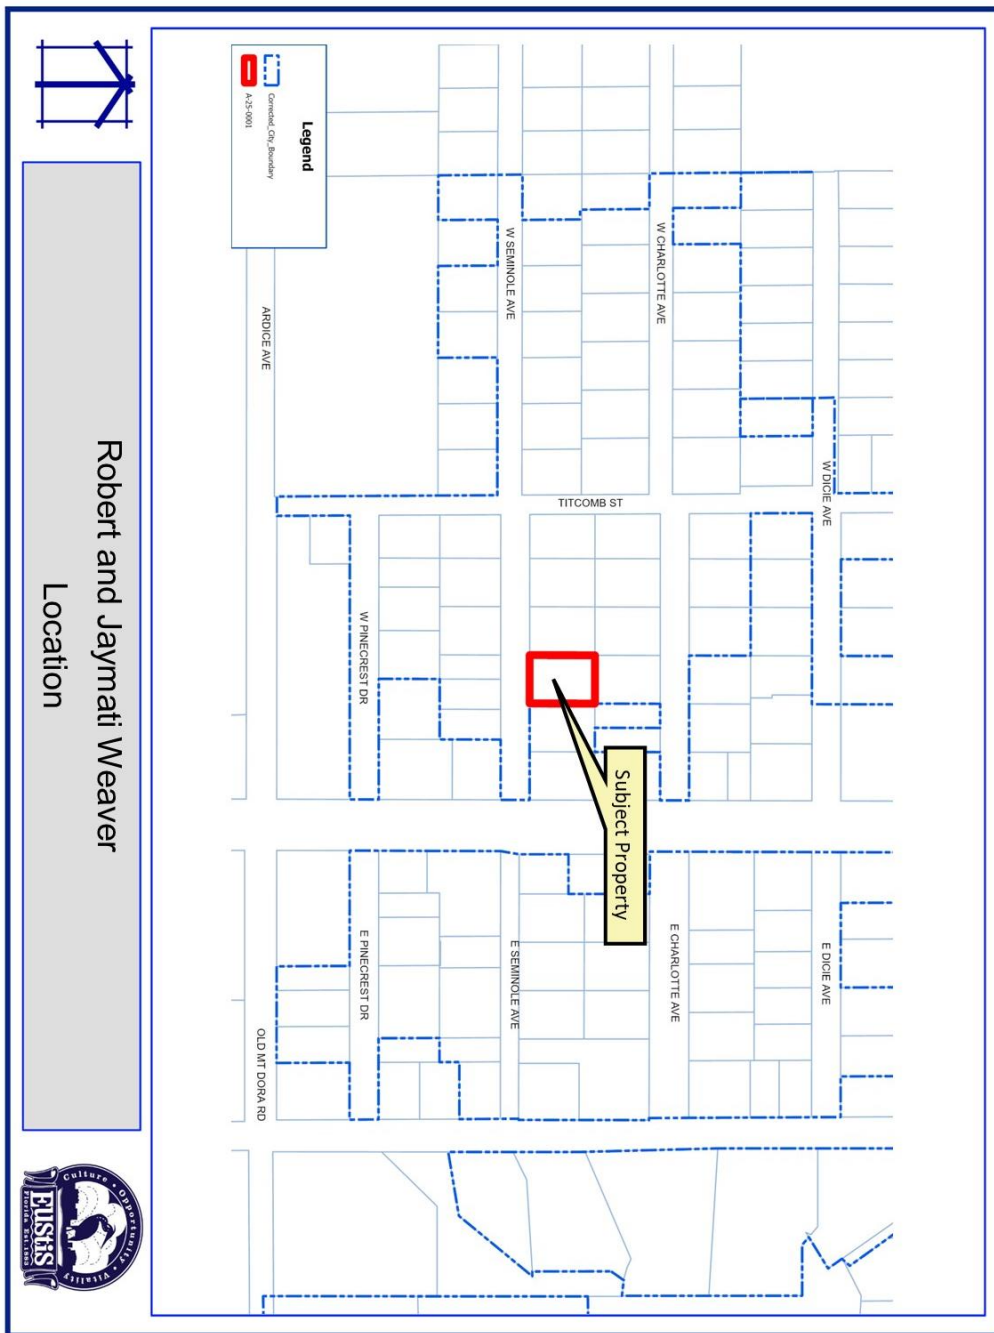 W DICIE AVE
E DICIE AVE
W CHARLOTTE AVE
E CHARLOTTE AVE
Subject Property
TITCOMB ST
W SEMINOLE AVE
E SEMINOLE AVE
W PINECREST DR
E PINECREST DR
ARDICE AVE
OLD MT DORA RD
Legend
Corrected_City_Boundary
A-25-0001
Robert and Jaymati Weaver
Location
Culture • Opportunity • Vitality
EUStiS
Florida Est.1883